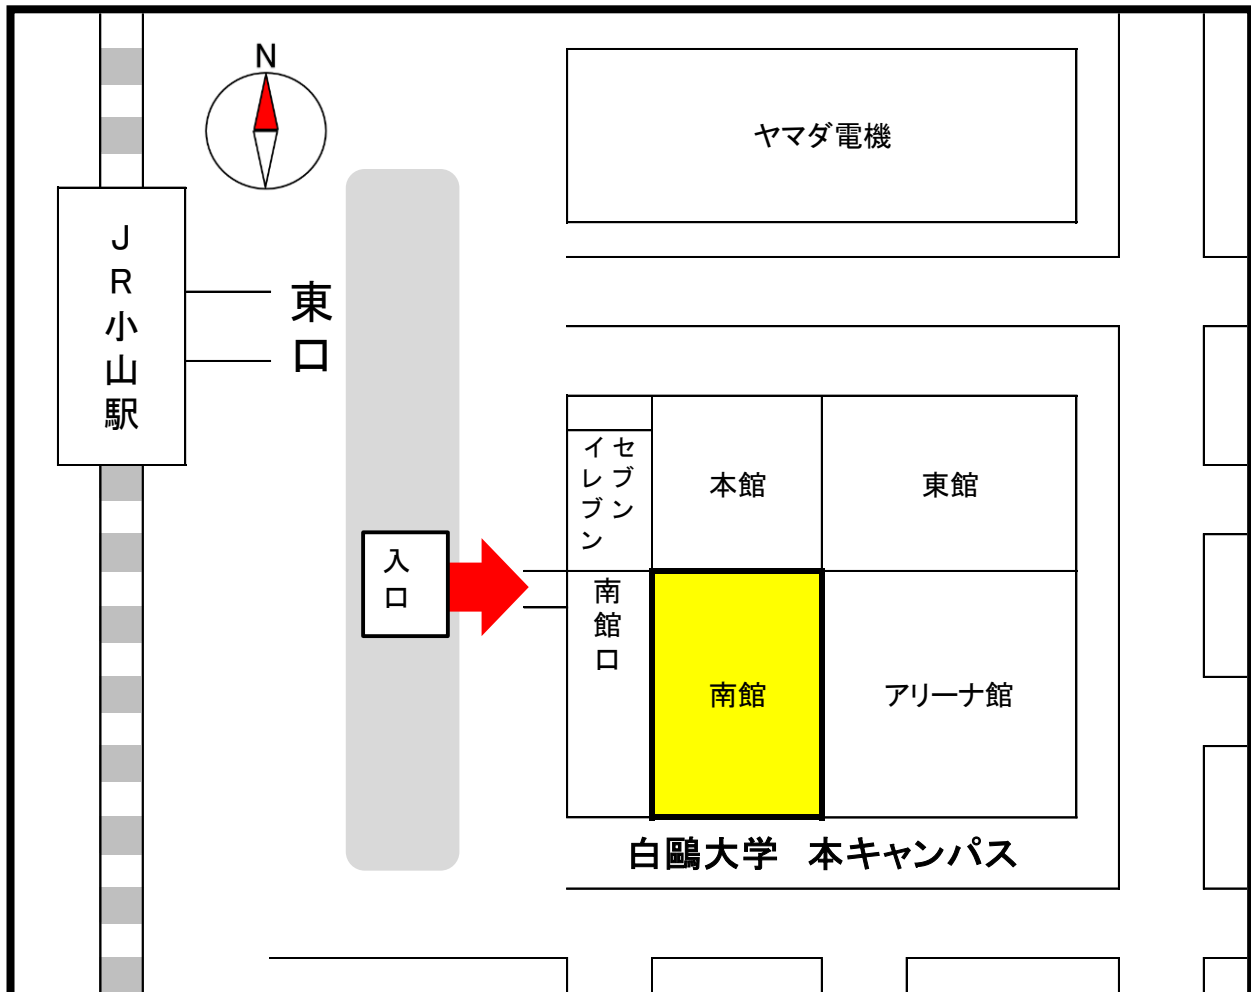 N
ヤマダ電機
JR小山駅
東口
セブン
イレブン
本館
東館
入口
南館口
南館
アリーナ館
白鷗大学 本キャンパス